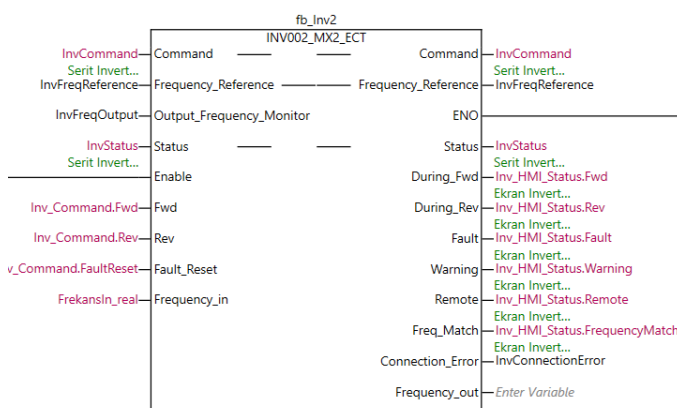 fb_Inv2
INV002_MX2_ECT
InvCommand Command Command InvCommand
Serit Invert... Serit Invert...
InvFreqReference Frequency_Reference Frequency_Reference InvFreqReference
InvFreqOutput Output_Frequency_Monitor ENO
InvStatus Status Status InvStatus
Serit Invert... Serit Invert...
Enable During_Fwd Inv_HMI_Status.Fwd
Ekran Invert...
Inv_Command.Fwd Fwd During_Rev Inv_HMI_Status.Rev
Ekran Invert...
Inv_Command.Rev Rev Fault Inv_HMI_Status.Fault
Ekran Invert...
v_Command.FaultReset Fault_Reset Warning Inv_HMI_Status.Warning
Ekran Invert...
FrekansIn_real Frequency_in Remote Inv_HMI_Status.Remote
Ekran Invert...
Freq_Match Inv_HMI_Status.FrequencyMatch
Ekran Invert...
Connection_Error InvConnectionError
Frequency_out Enter Variable